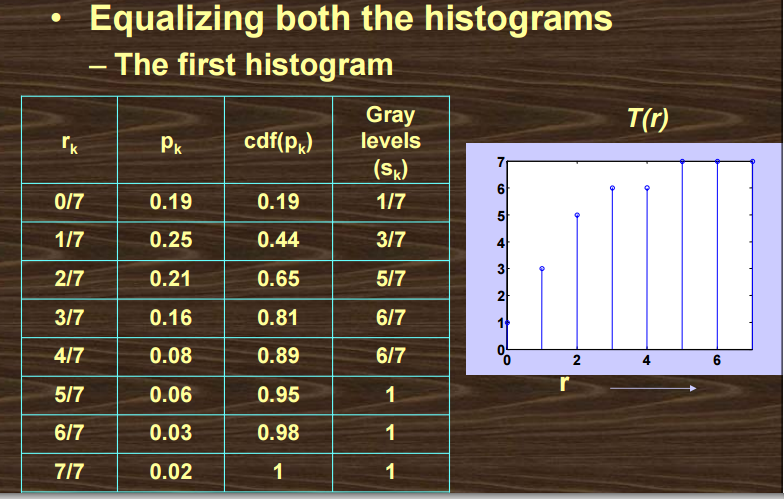 • Equalizing both the histograms
– The first histogram
rk pk cdf(pk) Gray levels (sk)
0/7 0.19 0.19 1/7
1/7 0.25 0.44 3/7
2/7 0.21 0.65 5/7
3/7 0.16 0.81 6/7
4/7 0.08 0.89 6/7
5/7 0.06 0.95 1
6/7 0.03 0.98 1
7/7 0.02 1 1
T(r)
7
6
5
4
3
2
1
0
0 2 4 6
r